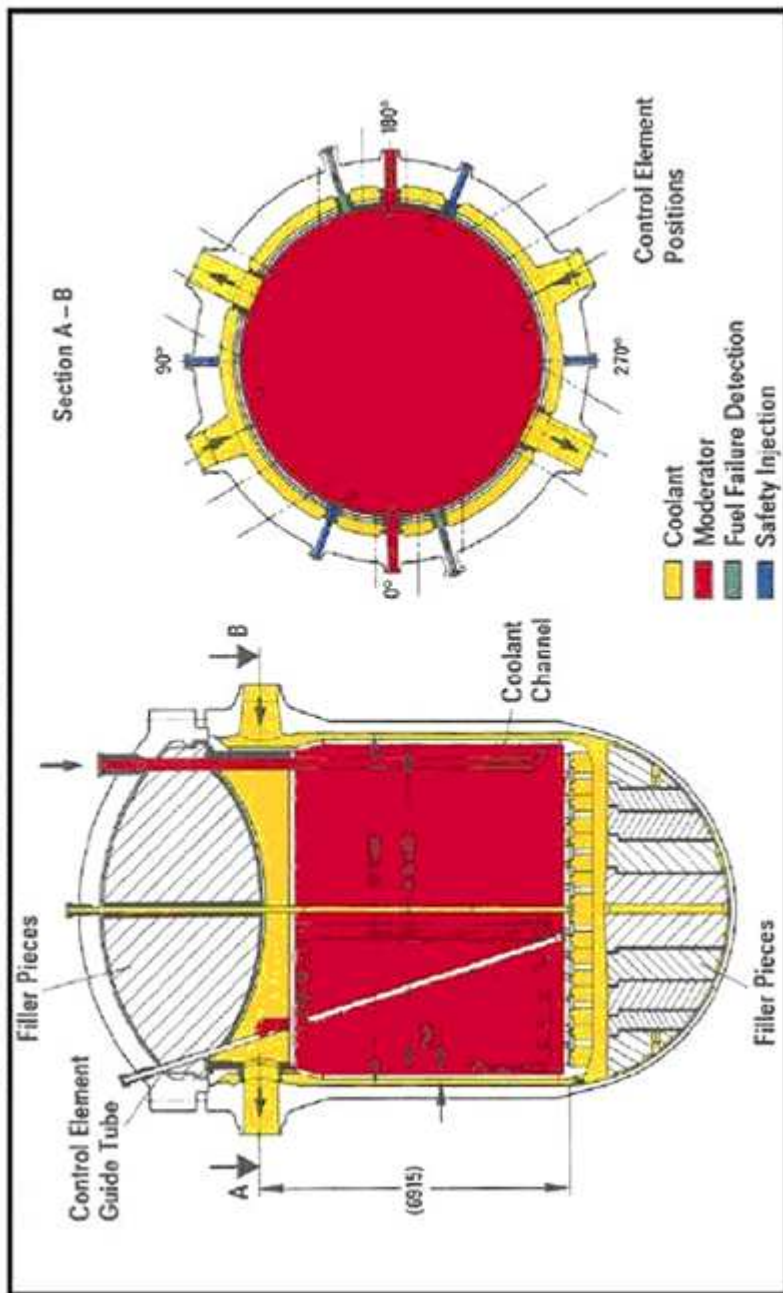 Filler Pieces
Control Element
Guide Tube
A
B
(6915)
Coolant
Channel
Filler Pieces
Section A–B
90°
0°
180°
270°
Control Element
Positions
Coolant
Moderator
Fuel Failure Detection
Safety Injection